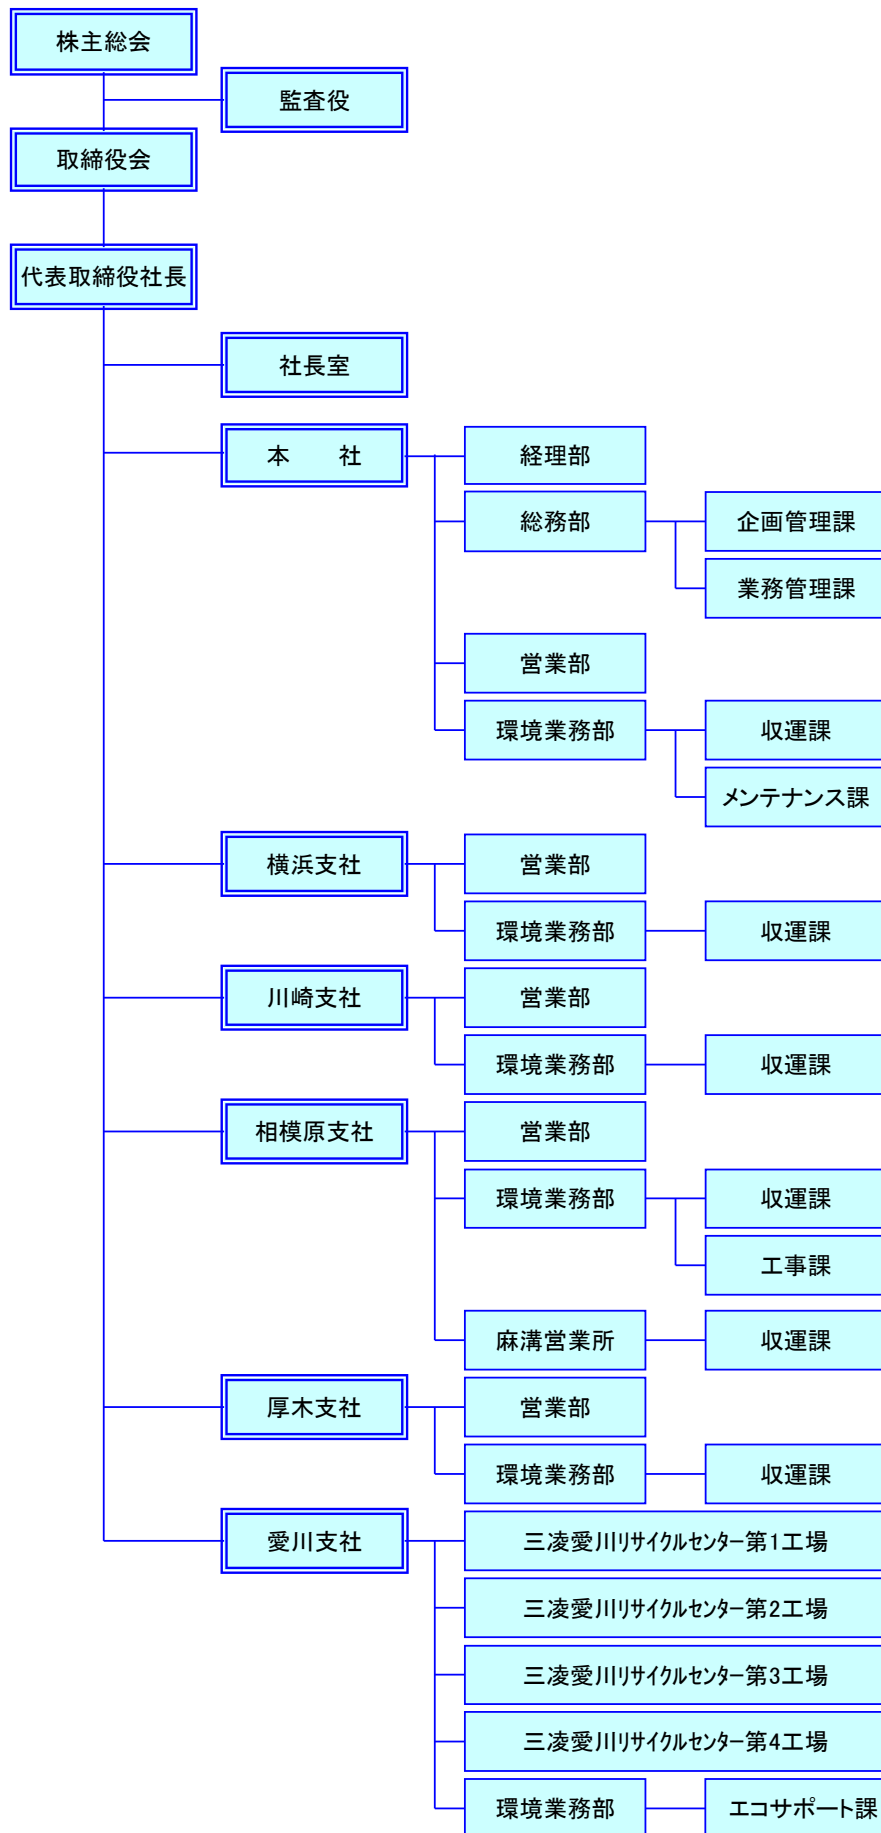 株主総会
監査役
取締役会
代表取締役社長
社長室
本　　社
経理部
総務部
企画管理課
業務管理課
営業部
環境業務部
収運課
メンテナンス課
横浜支社
営業部
環境業務部
収運課
川崎支社
営業部
環境業務部
収運課
相模原支社
営業部
環境業務部
収運課
工事課
麻溝営業所
収運課
厚木支社
営業部
環境業務部
収運課
愛川支社
三凌愛川ﾘｻｲｸﾙｾﾝﾀｰ第1工場
三凌愛川ﾘｻｲｸﾙｾﾝﾀｰ第2工場
三凌愛川ﾘｻｲｸﾙｾﾝﾀｰ第3工場
三凌愛川ﾘｻｲｸﾙｾﾝﾀｰ第4工場
環境業務部
エコサポート課